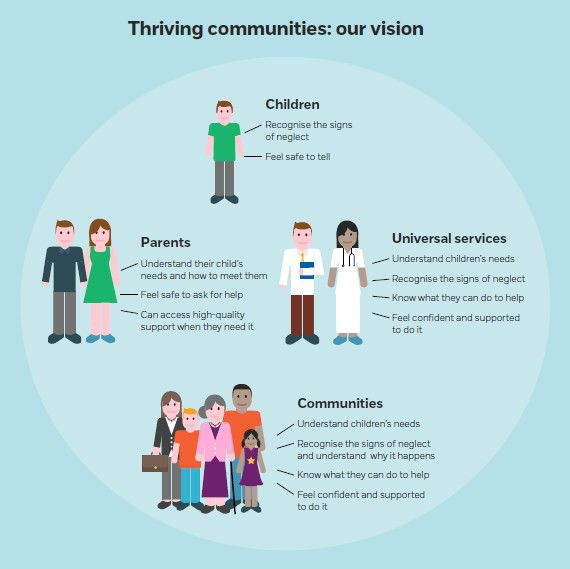 Thriving communities: our vision
Children
Recognise the signs
of neglect
Feel safe to tell
Parents
Understand their child's
needs and how to meet them
Feel safe to ask for help
Can access high-quality
support when they need it
Universal services
Understand children's needs
Recognise the signs of neglect
Know what they can do to help
Feel confident and supported
to do it
Communities
Understand children's needs
Recognise the signs of neglect
and understand why it happens
Know what they can do to help
Feel confident and supported
to do it